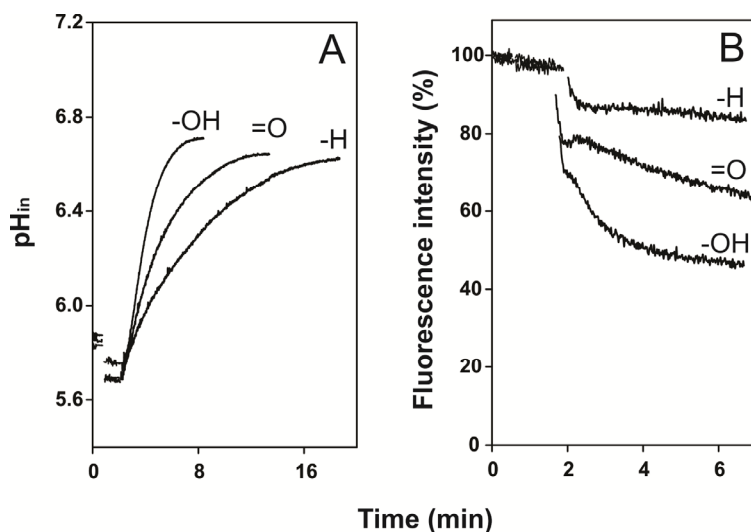 A
B
7.2
6.8
6.4
6.0
5.6
0
8
16
pHin
-OH
=O
-H
100
80
60
40
20
0
0
2
4
6
Fluorescence intensity (%)
-H
=O
-OH
Time (min)